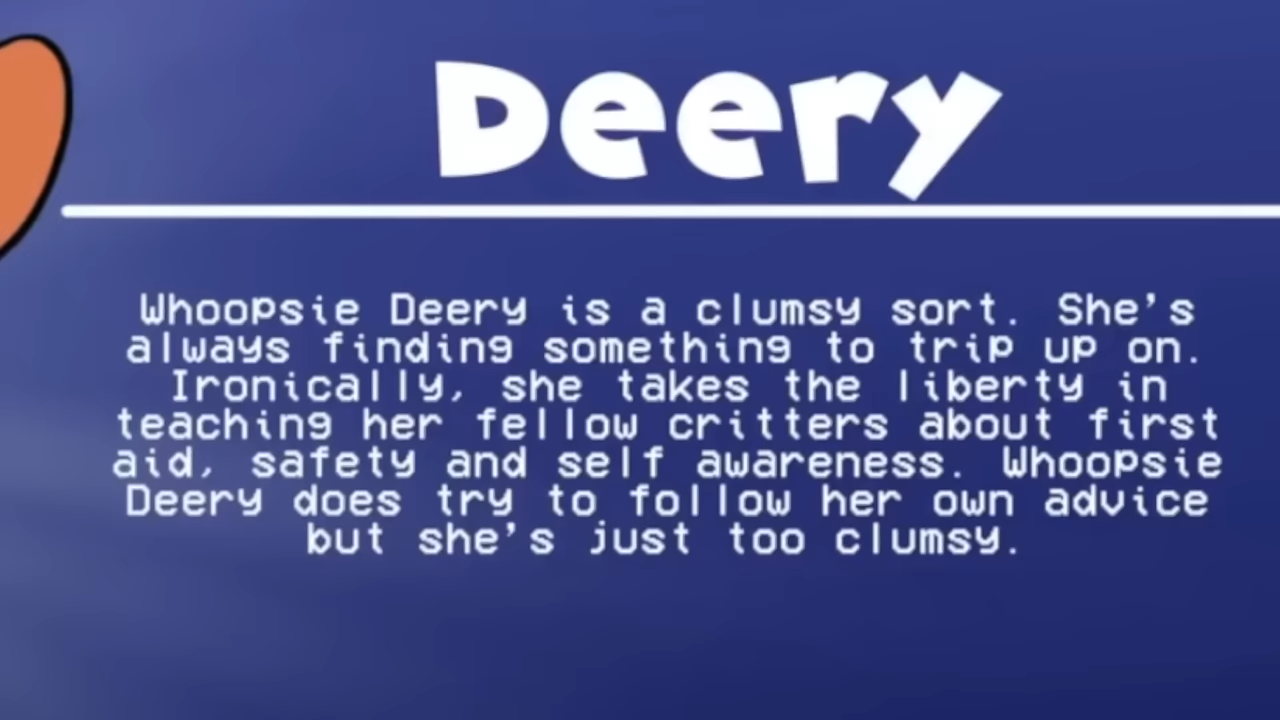 Deery
Whoopsie Deery is a clumsy sort. She's
always finding something to trip up on.
Ironically, she takes the liberty in
teaching her fellow critters about first
aid, safety and self awareness. Whoopsie
Deery does try to follow her own advice
but she's just too clumsy.